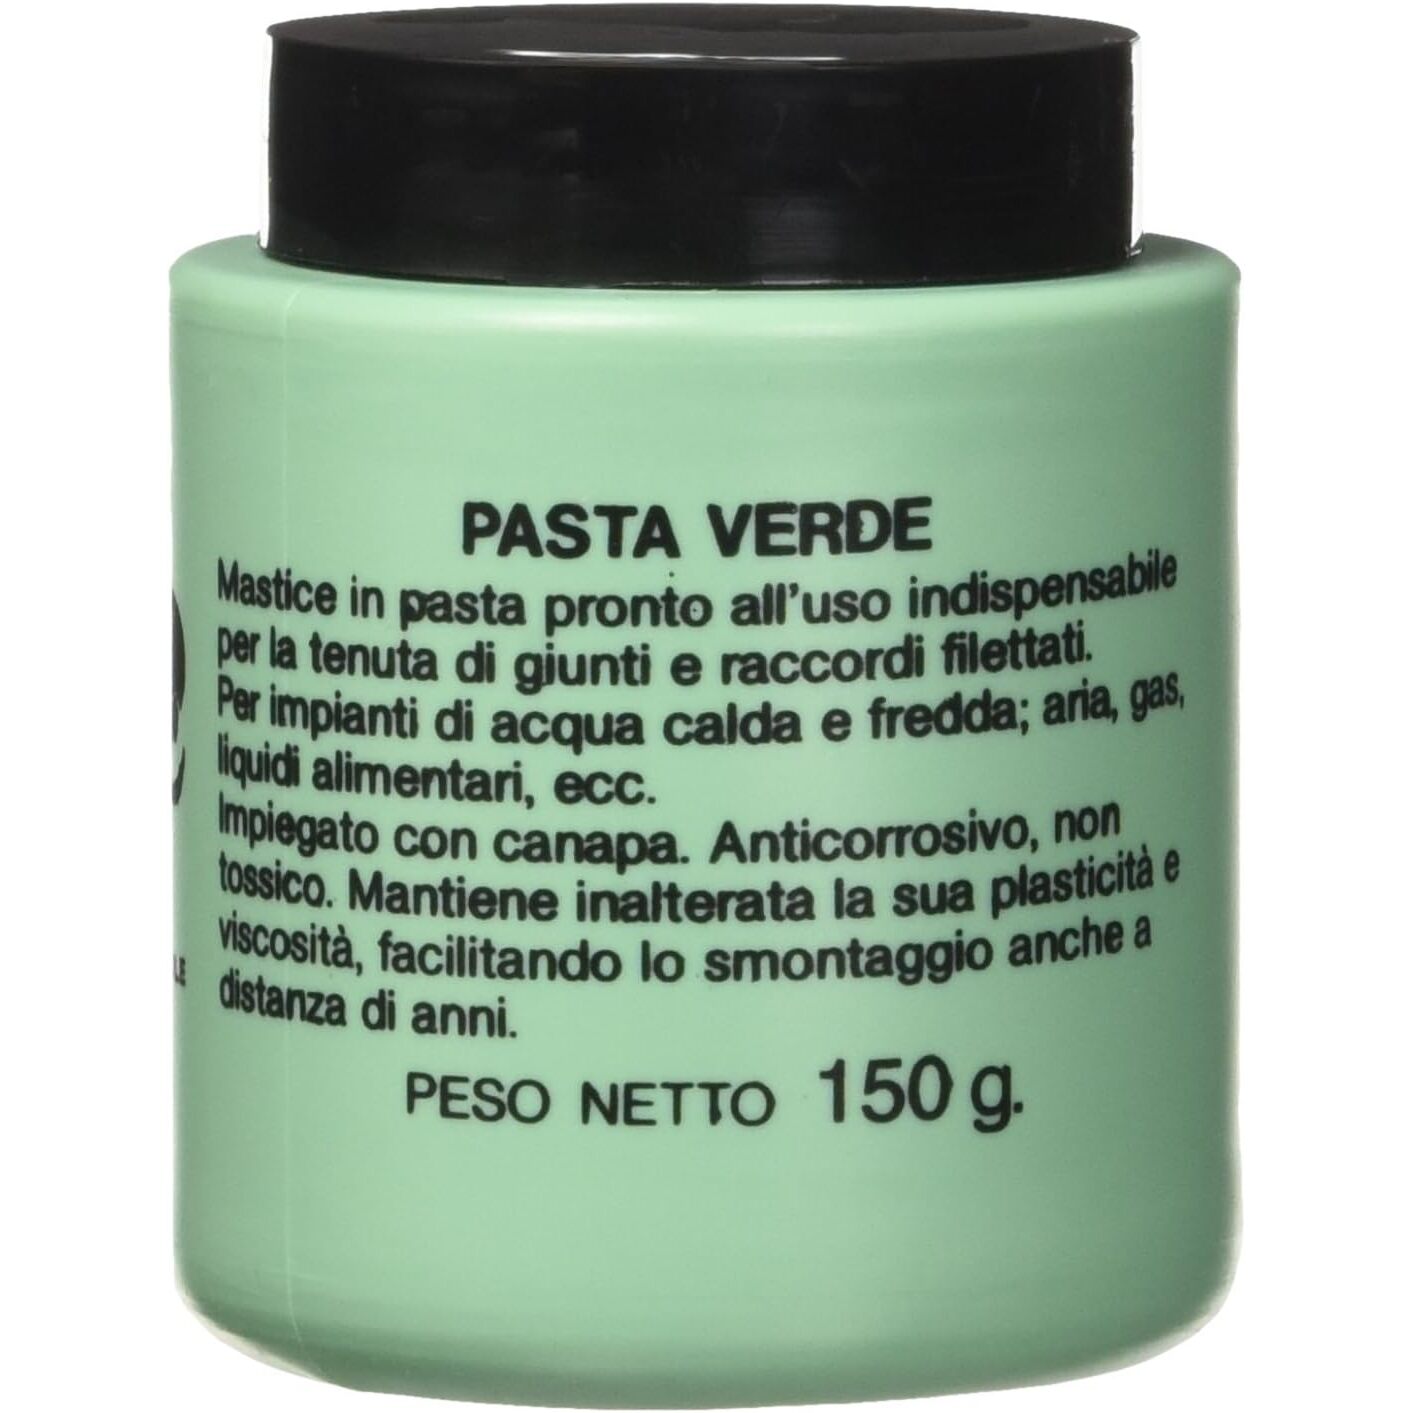 PASTA VERDE
Mastice in pasta pronto all'uso indispensabile
per la tenuta di giunti e raccordi filettati.
Per impianti di acqua calda e fredda; aria, gas,
liquidi alimentari, ecc.
Impiegato con canapa. Anticorrosivo, non
tossico. Mantiene inalterata la sua plasticità e
viscosità, facilitando lo smontaggio anche a
distanza di anni.
PESO NETTO 150 g.